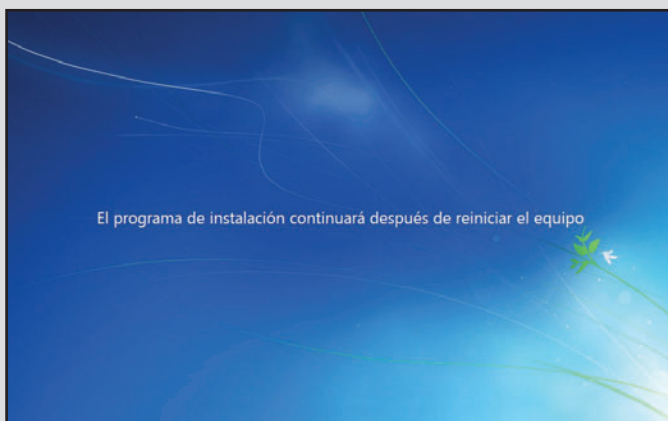 El programa de instalación continuará después de reiniciar el equipo